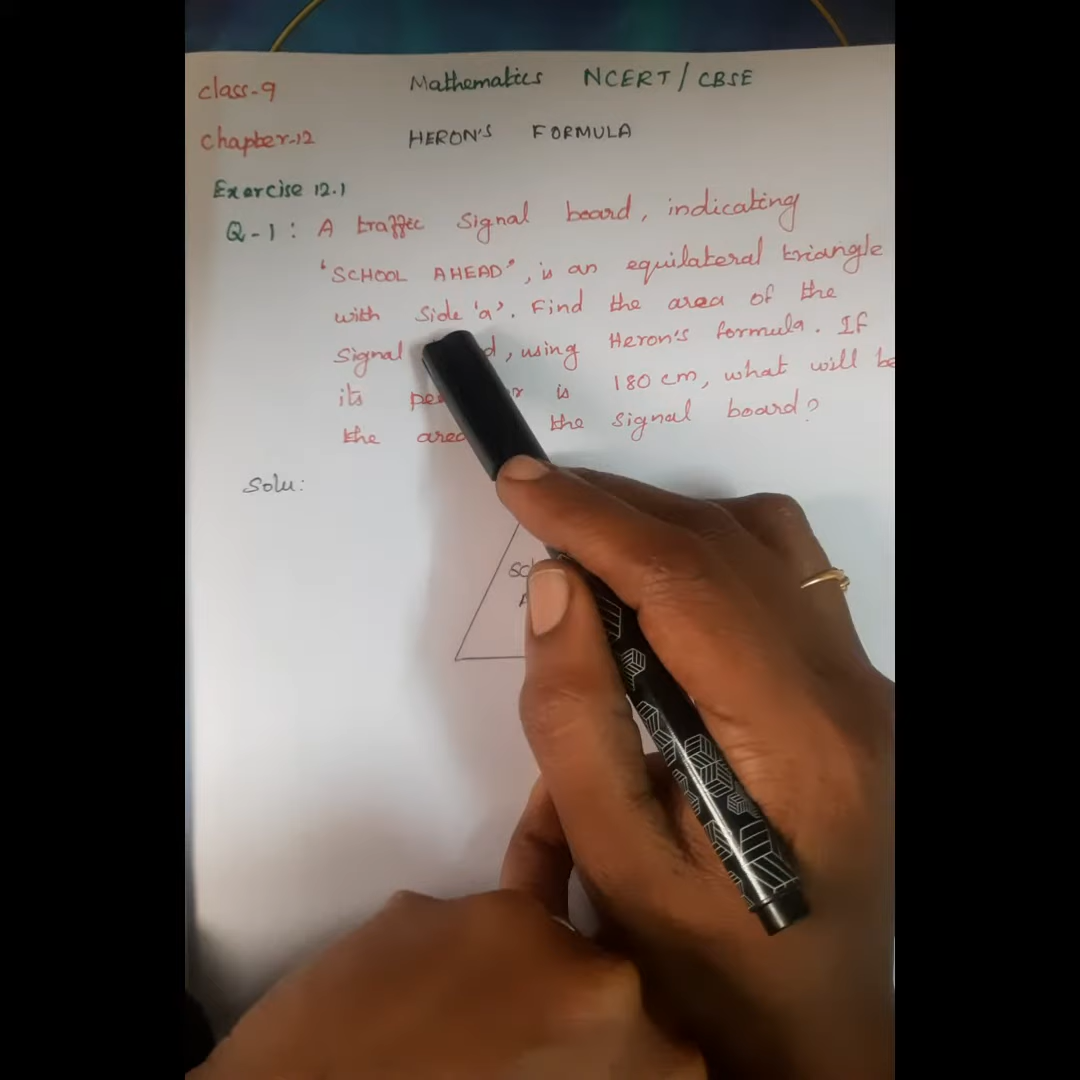 class-9 Mathematics NCERT / CBSE
Chapter-12 HERON'S FORMULA
Exercise 12.1
Q-1: A traffic Signal board, indicating
'SCHOOL AHEAD', is an equilateral triangle
with Side 'a'. Find the area of the
Signal , using Heron's formula. If
its is 180 cm, what will be
the area the signal board?
Solu: